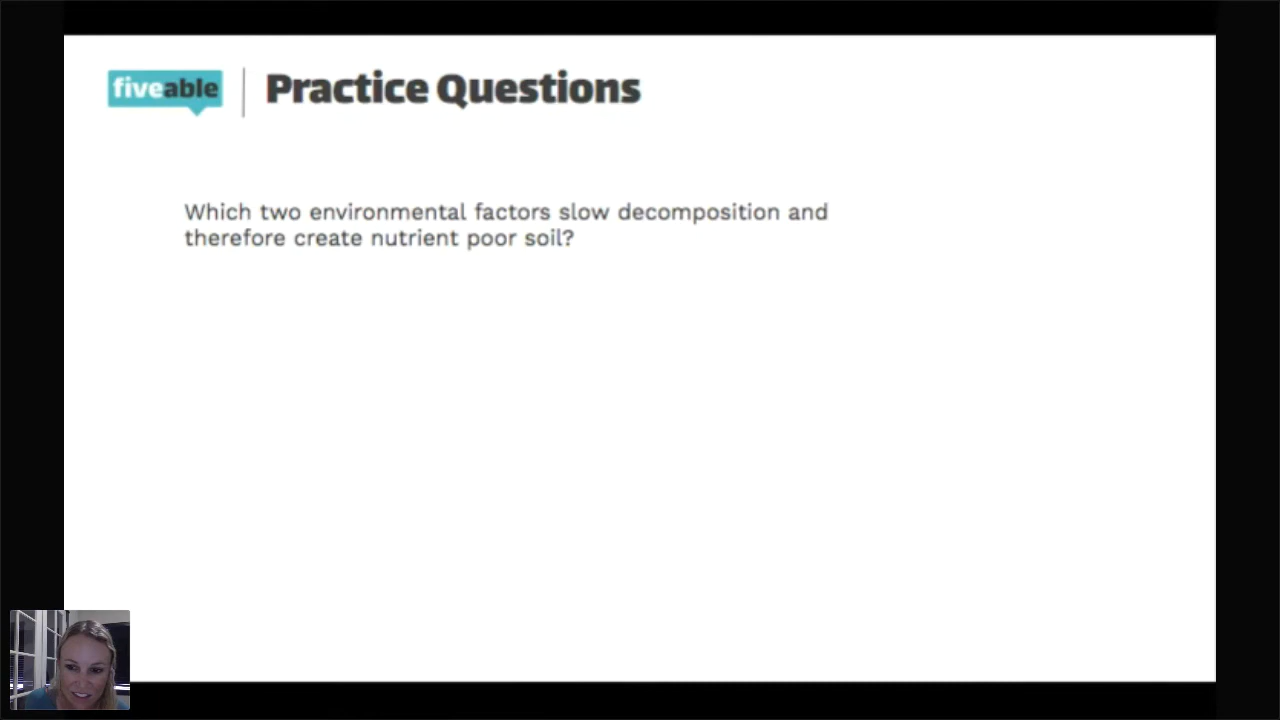 fiveable
Practice Questions
Which two environmental factors slow decomposition and
therefore create nutrient poor soil?